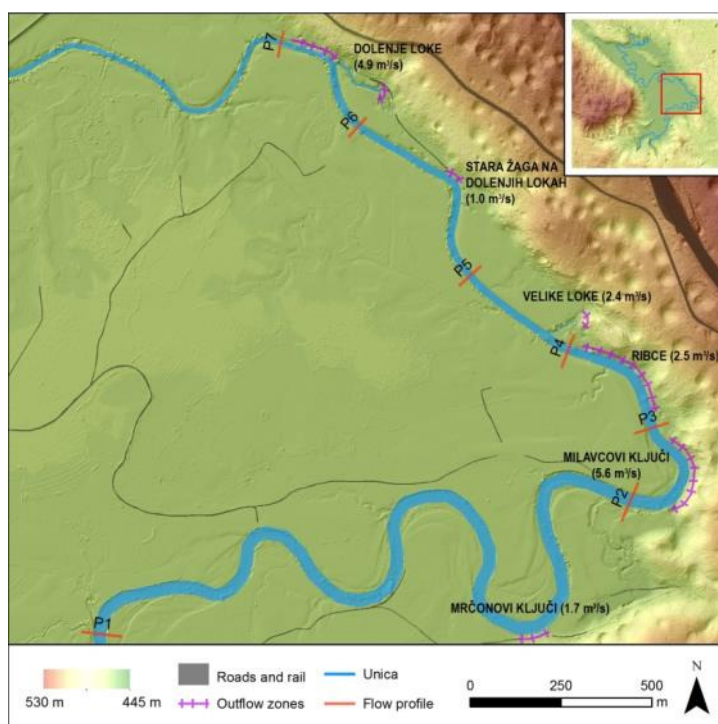 P7
DOLENJE LOKE
(4.9 m³/s)
P6
STARA ŽAGA NA
DOLENJIH LOKAH
(1.0 m³/s)
P5
VELIKE LOKE (2.4 m³/s)
P4
RIBCE (2.5 m³/s)
P3
MILAVCOVI KLJUČI
(5.6 m³/s)
P2
P1
MRČONOVI KLJUČI (1.7 m³/s)
530 m 445 m
Roads and rail
Outflow zones
Unica
Flow profile
0 250 500
m
N